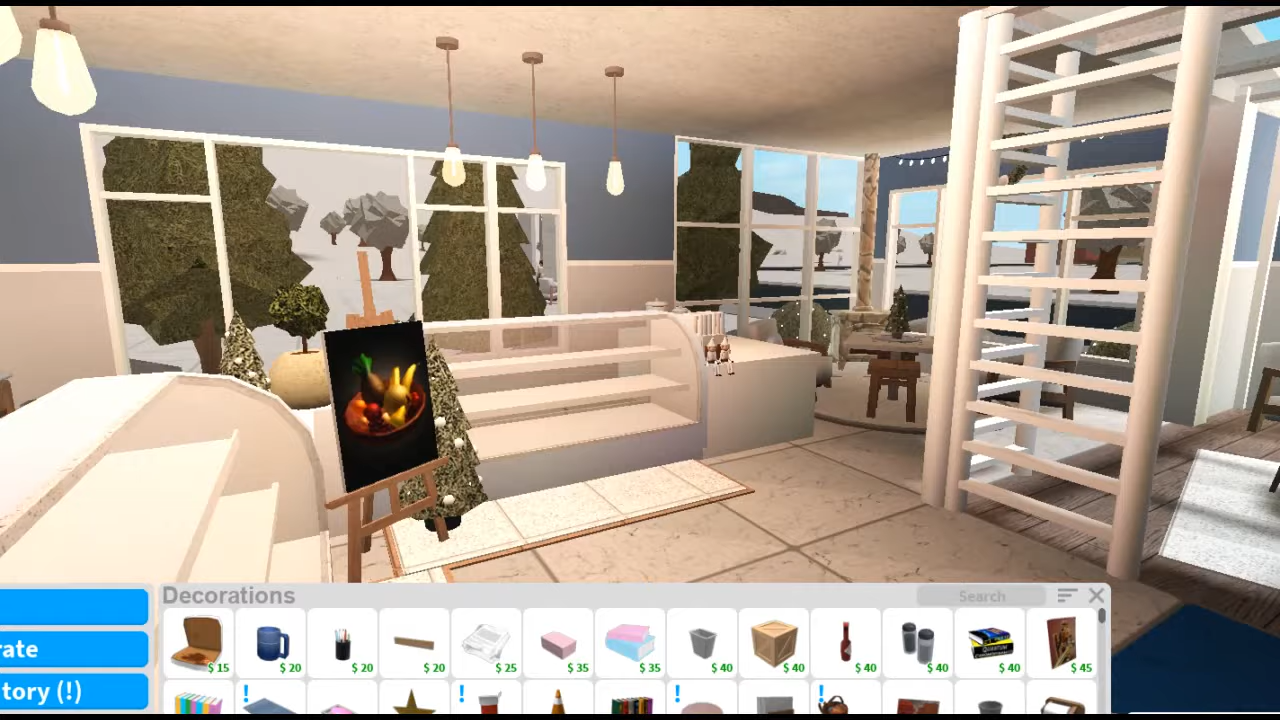 Decorations
Search
rate
tory (!)
$ 15
$ 20
$ 20
$ 20
$ 25
$ 35
$ 35
$ 40
$ 40
$ 40
$ 40
$ 40
$ 45
! ! ! !